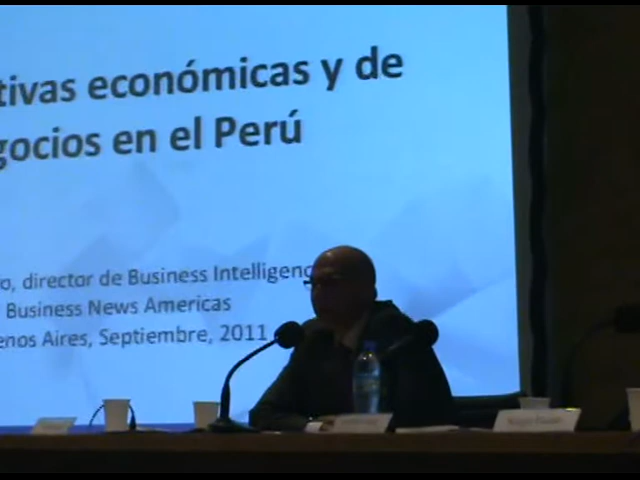 tivas económicas y de
gocios en el Perú
o, director de Business Intelligenc
Business News Americas
enos Aires, Septiembre, 2011